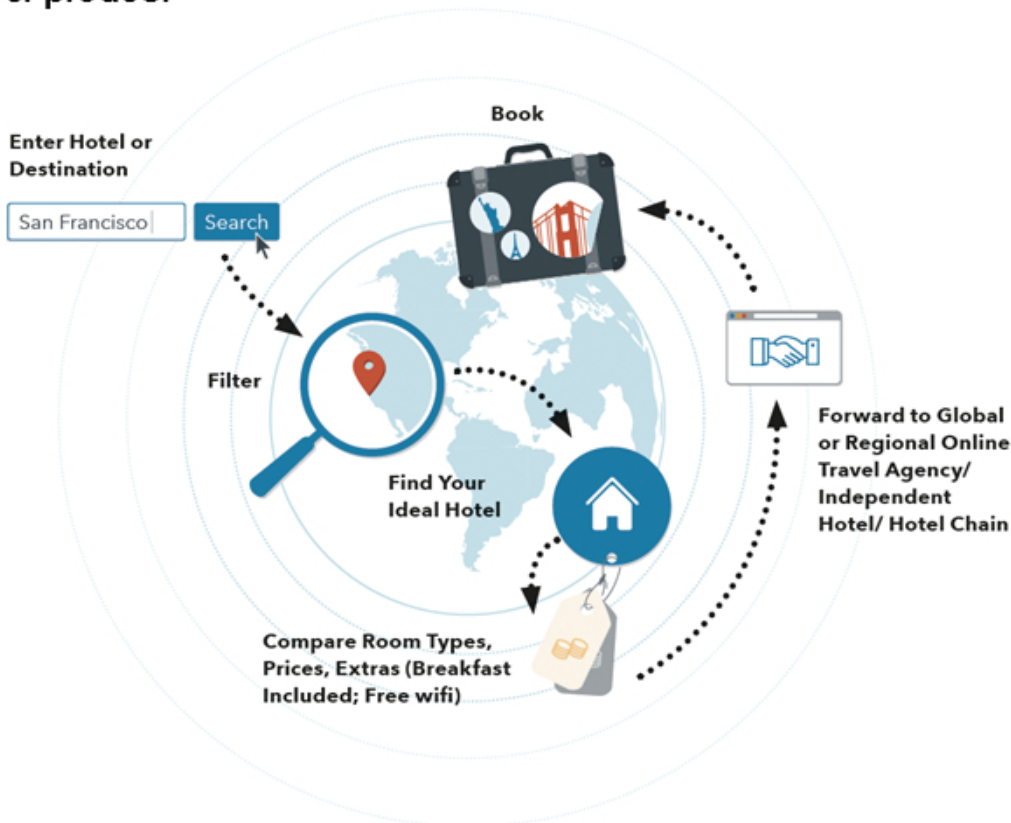 Enter Hotel or
Destination
San Francisco
Search
Book
Filter
Find Your
Ideal Hotel
Forward to Global
or Regional Online
Travel Agency/
Independent
Hotel/ Hotel Chain
Compare Room Types,
Prices, Extras (Breakfast
Included; Free wifi)